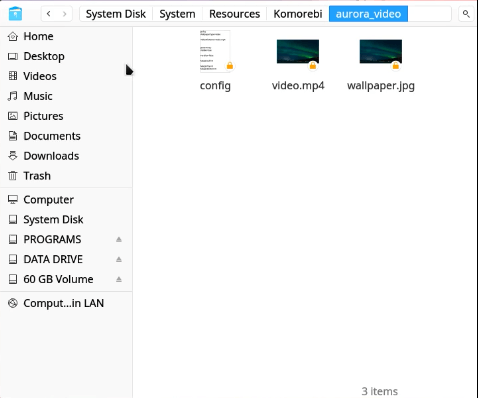 System Disk System Resources Komorebi aurora_video
Home
Desktop
Videos
Music
Pictures
Documents
Downloads
Trash
Computer
System Disk
PROGRAMS
DATA DRIVE
60 GB Volume
Comput...in LAN
config video.mp4 wallpaper.jpg
3 items